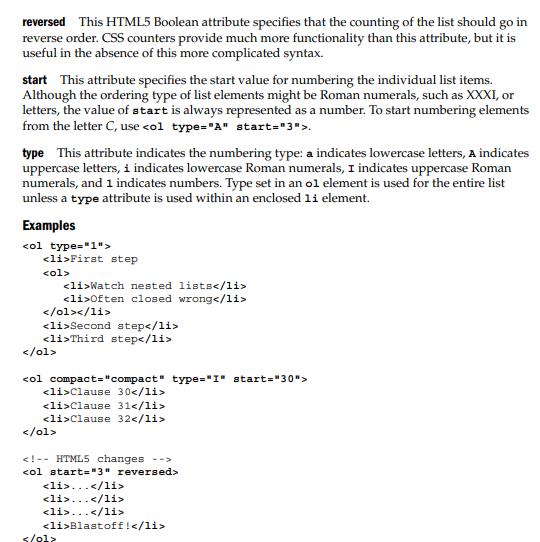 reversed This HTML5 Boolean attribute specifies that the counting of the list should go in
reverse order. CSS counters provide much more functionality than this attribute, but it is
useful in the absence of this more complicated syntax.
start This attribute specifies the start value for numbering the individual list items.
Although the ordering type of list elements might be Roman numerals, such as XXXI, or
letters, the value of start is always represented as a number. To start numbering elements
from the letter C, use <ol type="A" start="3">.
type This attribute indicates the numbering type: a indicates lowercase letters, A indicates
uppercase letters, i indicates lowercase Roman numerals, I indicates uppercase Roman
numerals, and 1 indicates numbers. Type set in an ol element is used for the entire list
unless a type attribute is used within an enclosed li element.
Examples
<ol type="1">
   <li>First step
   <ol>
      <li>Watch nested lists</li>
      <li>Often closed wrong</li>
   </ol></li>
   <li>Second step</li>
   <li>Third step</li>
</ol>
<ol compact="compact" type="I" start="30">
   <li>Clause 30</li>
   <li>Clause 31</li>
   <li>Clause 32</li>
</ol>
<!-- HTML5 changes -->
<ol start="3" reversed>
   <li>...</li>
   <li>...</li>
   <li>...</li>
   <li>Blastoff!</li>
</ol>